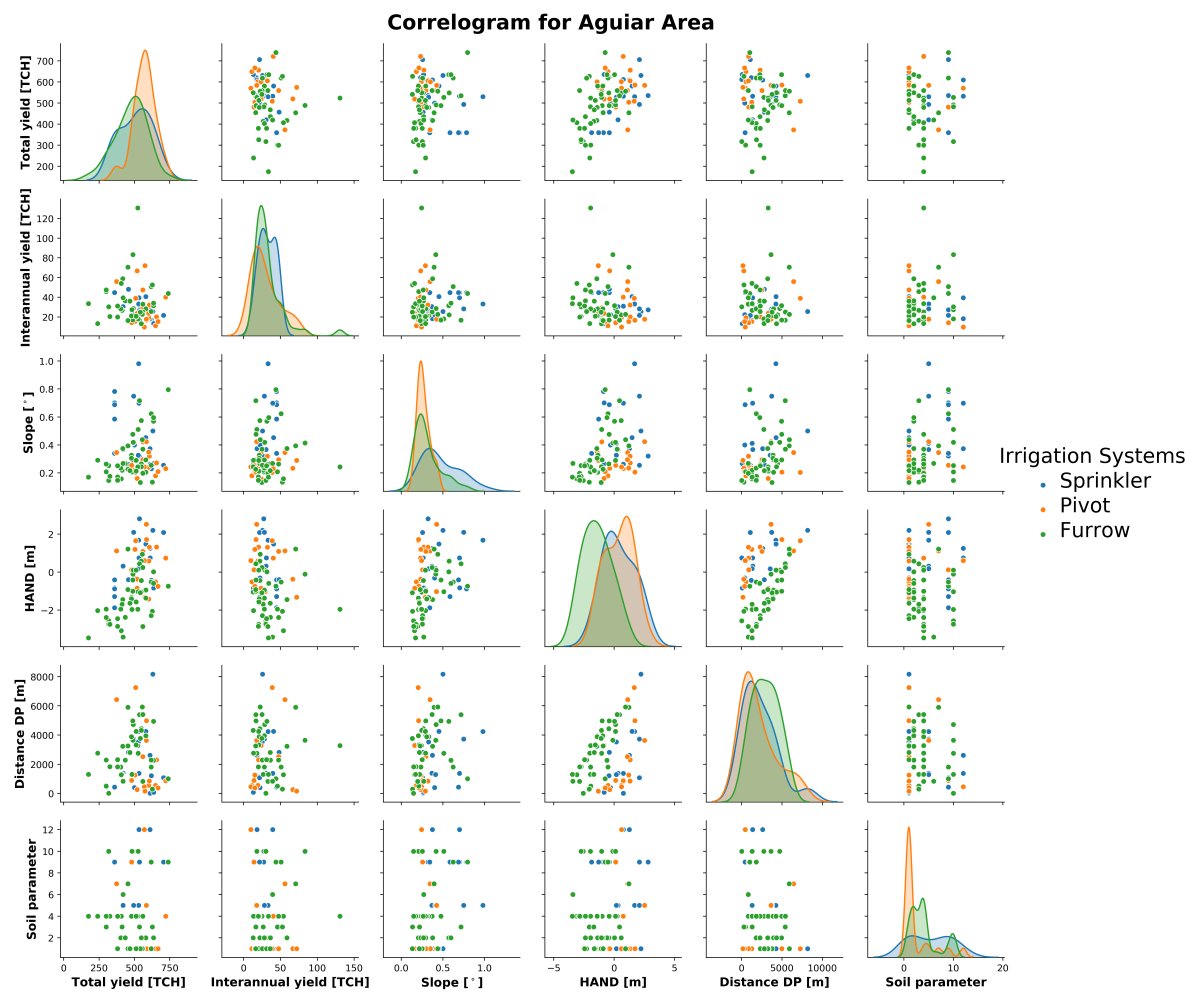 Correlogram for Aguiar Area
Total yield [TCH]
700
600
500
400
300
200
Interannual yield [TCH]
120
100
80
60
40
20
Slope [°]
1.0
0.8
0.6
0.4
0.2
Irrigation Systems
Sprinkler
Pivot
Furrow
HAND [m]
2
0
−2
Distance DP [m]
8000
6000
4000
2000
0
Soil parameter
12
10
8
6
4
2
0 250 500 750
0 50 100 150
0.0 0.5 1.0
−5 0 5
0 5000 10000
0 10 20
Total yield [TCH]
Interannual yield [TCH]
Slope [°]
HAND [m]
Distance DP [m]
Soil parameter